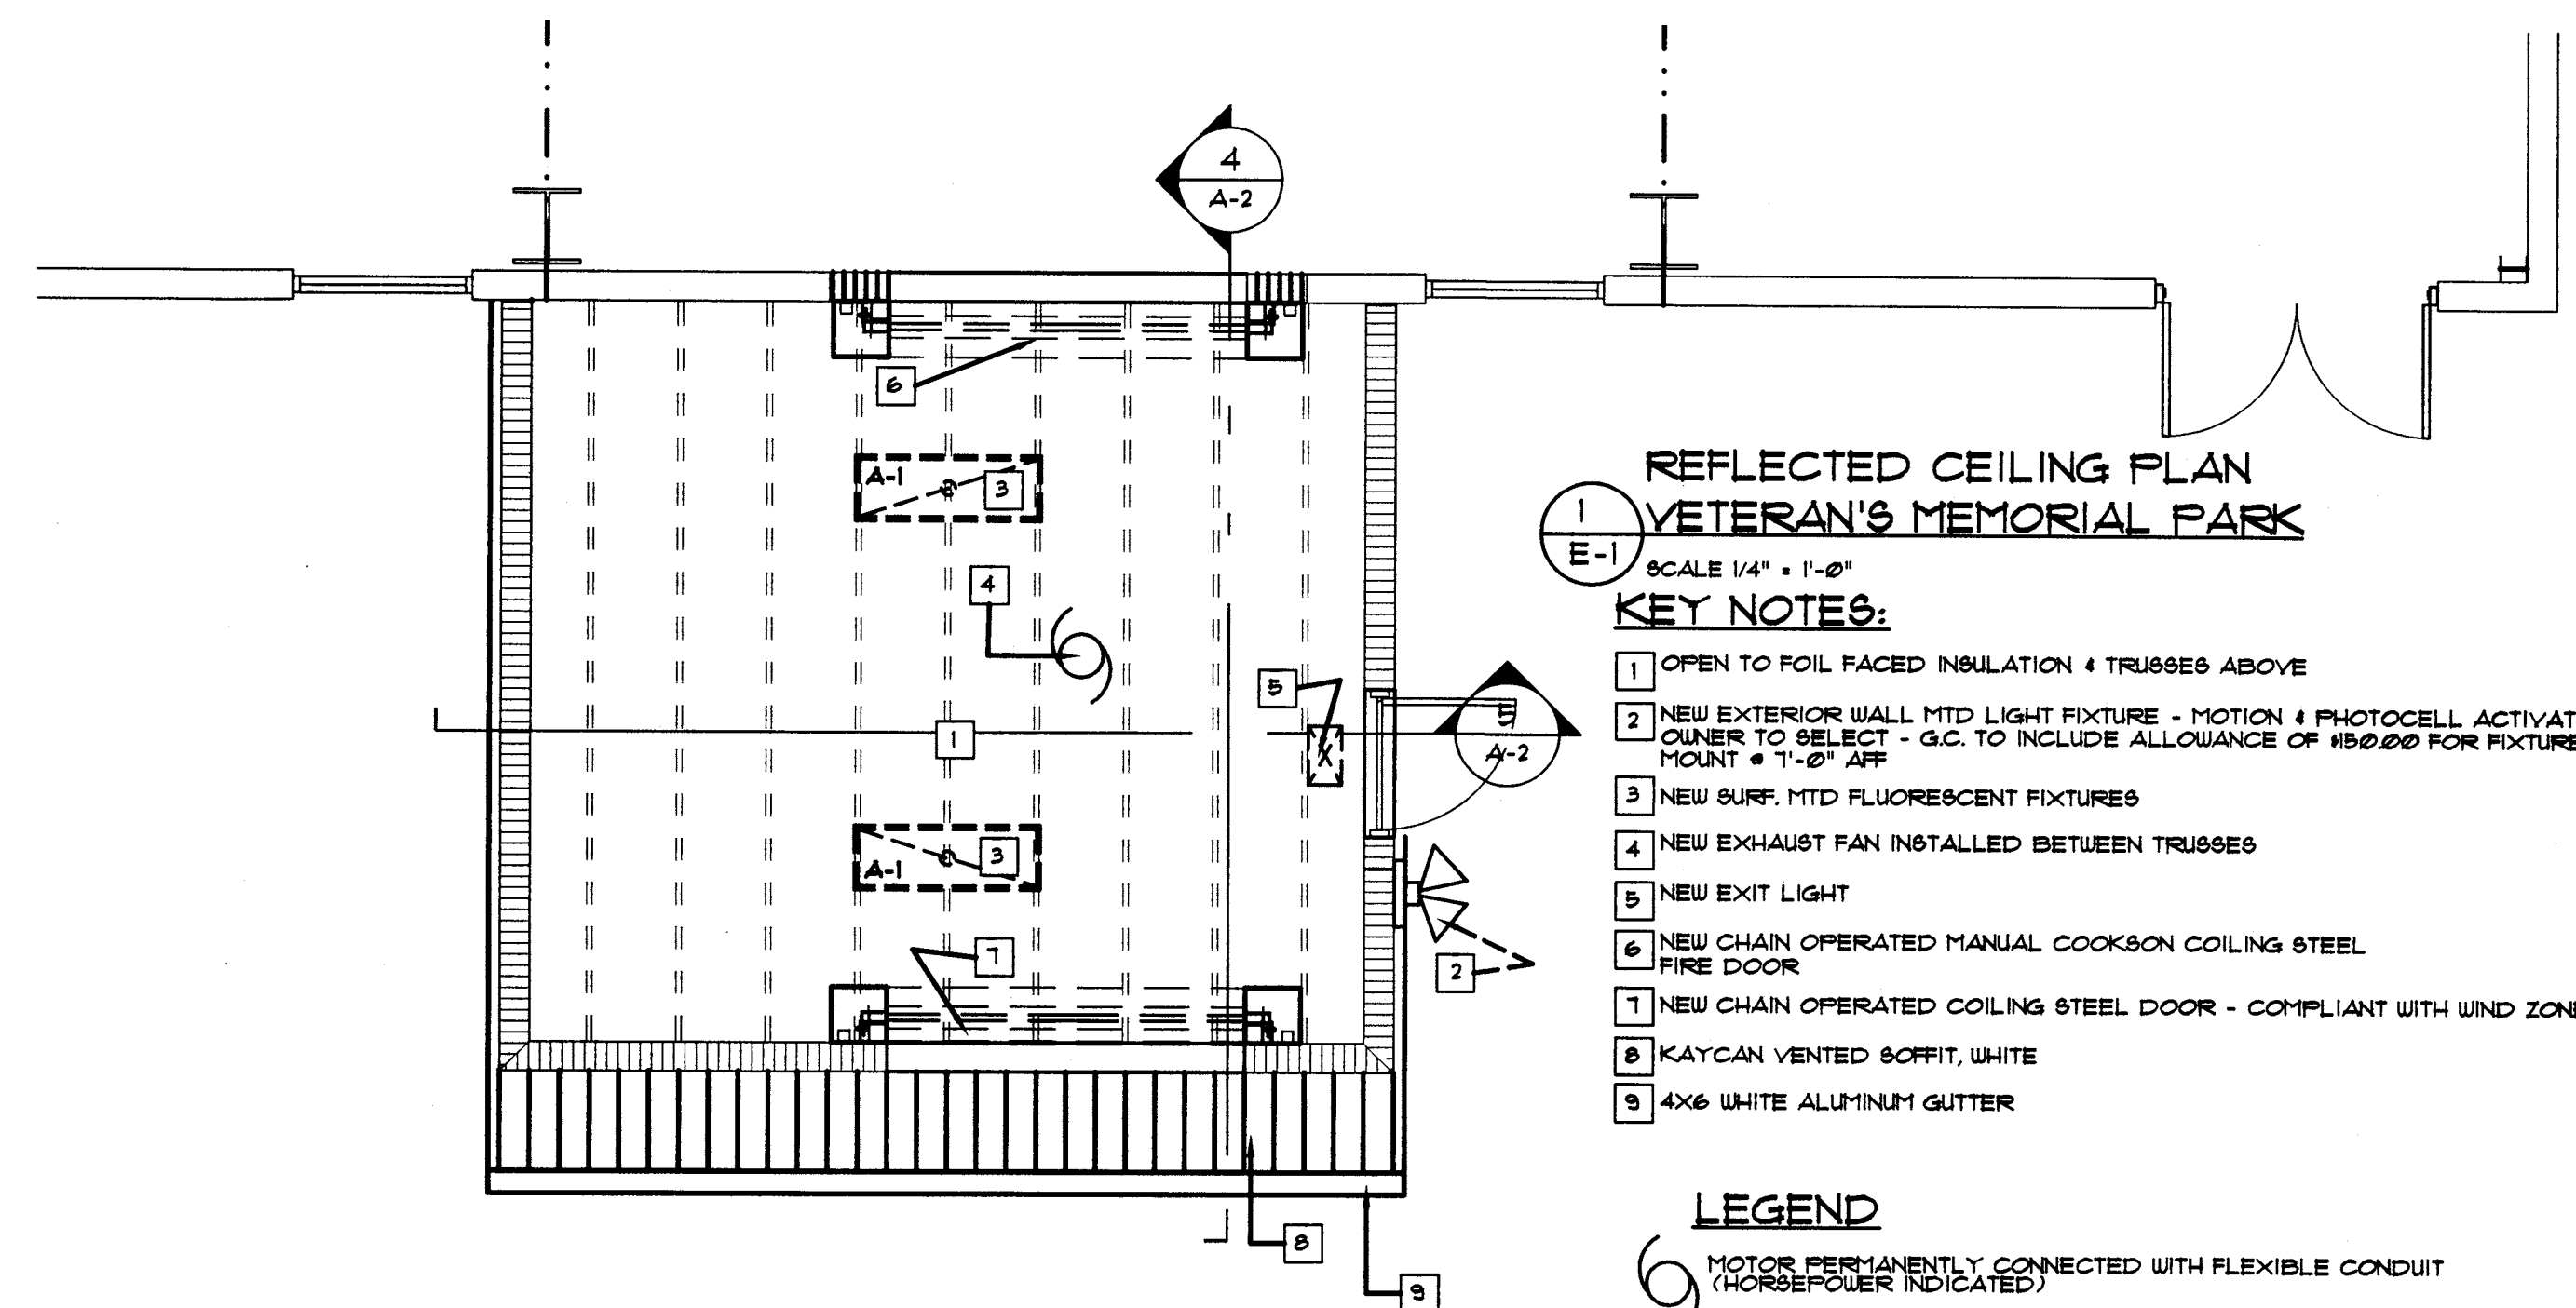 4
A-2
6
A-1
3
4
5
1
A-2
A-1
3
7
2
8
9
REFLECTED CEILING PLAN
VETERAN'S MEMORIAL PARK
1
E-1
SCALE 1/4" = 1'-0"
KEY NOTES:
1 OPEN TO FOIL FACED INSULATION & TRUSSES ABOVE
2 NEW EXTERIOR WALL MTD LIGHT FIXTURE - MOTION & PHOTOCELL ACTIVAT
OWNER TO SELECT - G.C. TO INCLUDE ALLOWANCE OF $150.00 FOR FIXTURE
MOUNT @ 7'-0" AFF
3 NEW SURF. MTD FLUORESCENT FIXTURES
4 NEW EXHAUST FAN INSTALLED BETWEEN TRUSSES
5 NEW EXIT LIGHT
6 NEW CHAIN OPERATED MANUAL COOKSON COILING STEEL
FIRE DOOR
7 NEW CHAIN OPERATED COILING STEEL DOOR - COMPLIANT WITH WIND ZON
8 KAYCAN VENTED SOFFIT, WHITE
9 4X6 WHITE ALUMINUM GUTTER
LEGEND
MOTOR PERMANENTLY CONNECTED WITH FLEXIBLE CONDUIT
(HORSEPOWER INDICATED)